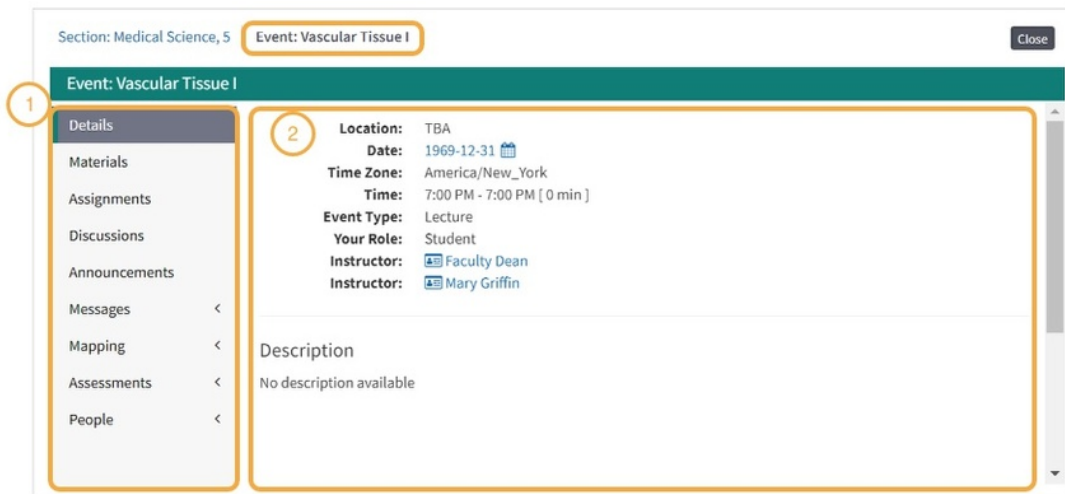 Section: Medical Science, 5 Event: Vascular Tissue I Close
Event: Vascular Tissue I
1
Details
Materials
Assignments
Discussions
Announcements
Messages <
Mapping <
Assessments <
People <
2
Location: TBA
Date: 1969-12-31
Time Zone: America/New_York
Time: 7:00 PM - 7:00 PM [ 0 min ]
Event Type: Lecture
Your Role: Student
Instructor: Faculty Dean
Instructor: Mary Griffin
Description
No description available